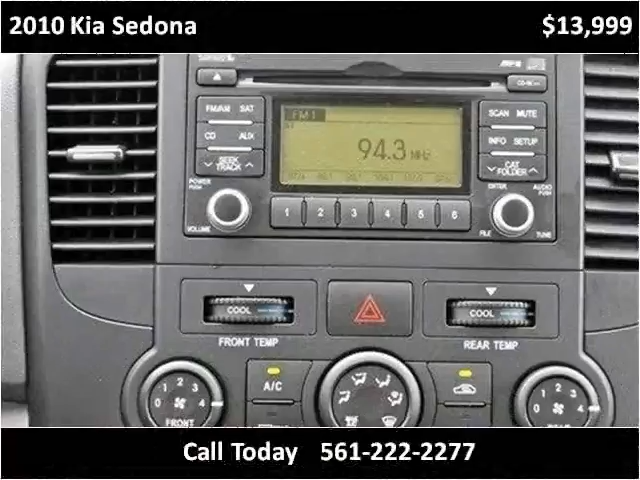 2010 Kia Sedona $13,999
FM/AM SAT
CD AUX
SEEK
TRACK
POWER
PUSH
VOLUME
FM1
94.3 MHz
1 2 3 4 5 6
SCAN MUTE
INFO SETUP
CAT
FOLDER
ENTER AUDIO
PUSH
FILE TUNE
COOL
FRONT TEMP
COOL
REAR TEMP
0 1 2 3 4
FRONT
A/C
0 1 2 3 4
Call Today 561-222-2277